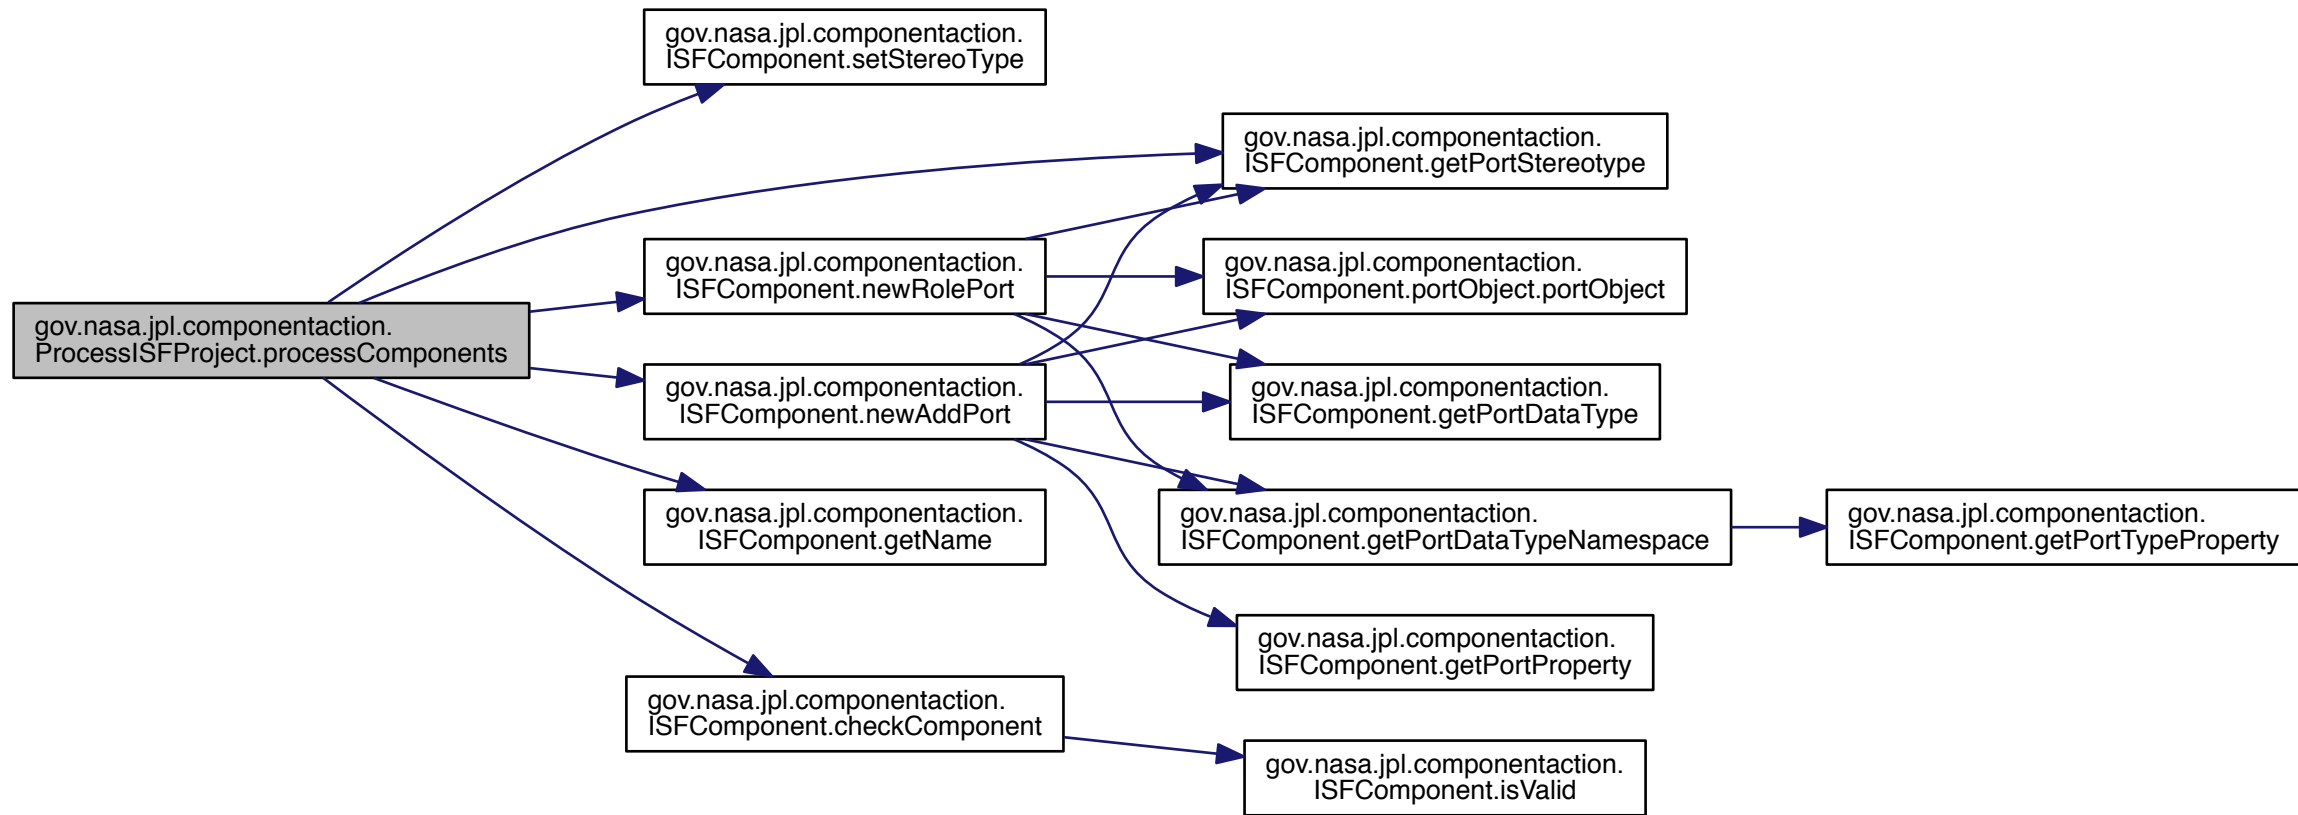 gov.nasa.jpl.componentaction.
ISFComponent.setStereoType
gov.nasa.jpl.componentaction.
ISFComponent.getPortStereotype
gov.nasa.jpl.componentaction.
ISFComponent.newRolePort
gov.nasa.jpl.componentaction.
ISFComponent.portObject.portObject
gov.nasa.jpl.componentaction.
ProcessISFProject.processComponents
gov.nasa.jpl.componentaction.
ISFComponent.newAddPort
gov.nasa.jpl.componentaction.
ISFComponent.getPortDataType
gov.nasa.jpl.componentaction.
ISFComponent.getName
gov.nasa.jpl.componentaction.
ISFComponent.getPortDataTypeNamespace
gov.nasa.jpl.componentaction.
ISFComponent.getPortTypeProperty
gov.nasa.jpl.componentaction.
ISFComponent.getPortProperty
gov.nasa.jpl.componentaction.
ISFComponent.checkComponent
gov.nasa.jpl.componentaction.
ISFComponent.isValid